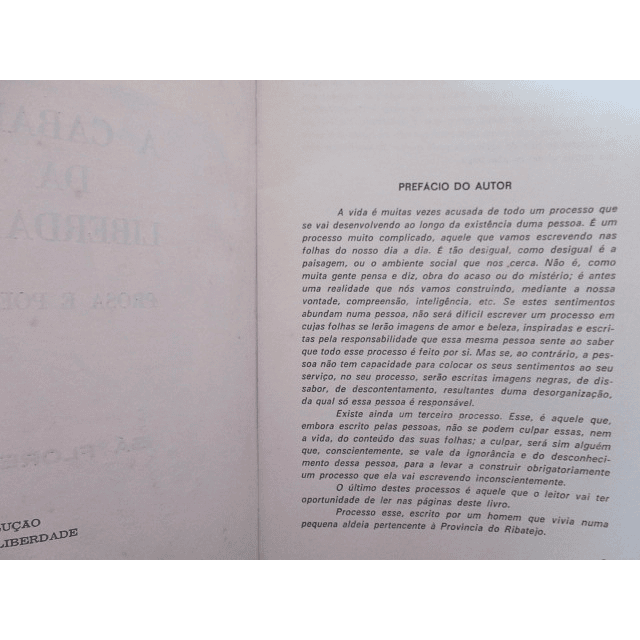 UÇÃO
LIBERDADE
PREFÁCIO DO AUTOR
A vida é muitas vezes acusada de todo um processo que
se vai desenvolvendo ao longo da existência duma pessoa. É um
processo muito complicado, aquele que vamos escrevendo nas
folhas do nosso dia a dia. É tão desigual, como desigual é a
paisagem, ou o ambiente social que nos cerca. Não é, como
muita gente pensa e diz, obra do acaso ou do mistério; é antes
uma realidade que nós vamos construindo, mediante a nossa
vontade, compreensão, inteligência, etc. Se estes sentimentos
abundam numa pessoa, não será difícil escrever um processo em
cujas folhas se lerão imagens de amor e beleza, inspiradas e escri-
tas pela responsabilidade que essa mesma pessoa sente ao saber
que todo esse processo é feito por si. Mas se, ao contrário, a pes-
soa não tem capacidade para colocar os seus sentimentos ao seu
serviço, no seu processo, serão escritas imagens negras, de dis-
sabor, de descontentamento, resultantes duma desorganização,
da qual só essa pessoa é responsável.
Existe ainda um terceiro processo. Esse, é aquele que,
embora escrito pelas pessoas, não se podem culpar essas, nem
a vida, do conteúdo das suas folhas; a culpar, será sim alguém
que, conscientemente, se vale da ignorância e do desconheci-
mento dessa pessoa, para a levar a construir obrigatoriamente
um processo que ela vai escrevendo inconscientemente.
O último destes processos é aquele que o leitor vai ter
oportunidade de ler nas páginas deste livro.
Processo esse, escrito por um homem que vivia numa
pequena aldeia pertencente à Província do Ribatejo.